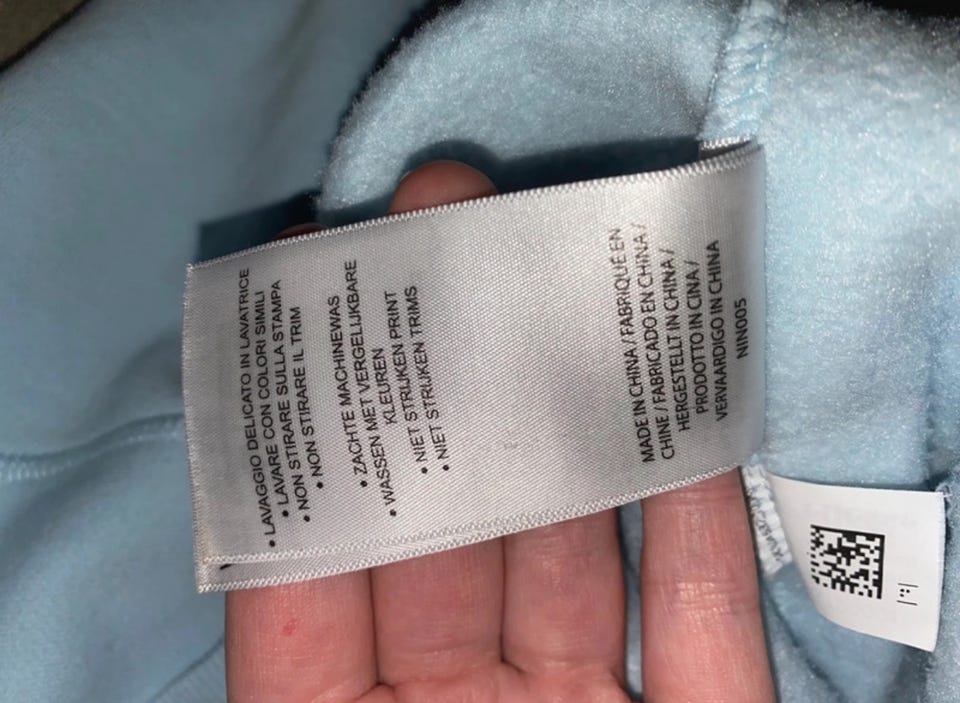 • LAVAGGIO DELICATO IN LAVATRICE
• LAVARE CON COLORI SIMILI
• NON STIRARE SULLA STAMPA
• NON STIRARE IL TRIM
• ZACHTE MACHINEWAS
• WASSEN MET VERGELIJKBARE
KLEUREN
• NIET STRIJKEN PRINT
• NIET STRIJKEN TRIMS
MADE IN CHINA / FABRIQUÉ EN
CHINE / FABRICADO EN CHINA /
HERGESTELLT IN CHINA /
PRODOTTO IN CINA /
VERVAARDIGO IN CHINA
NIN005